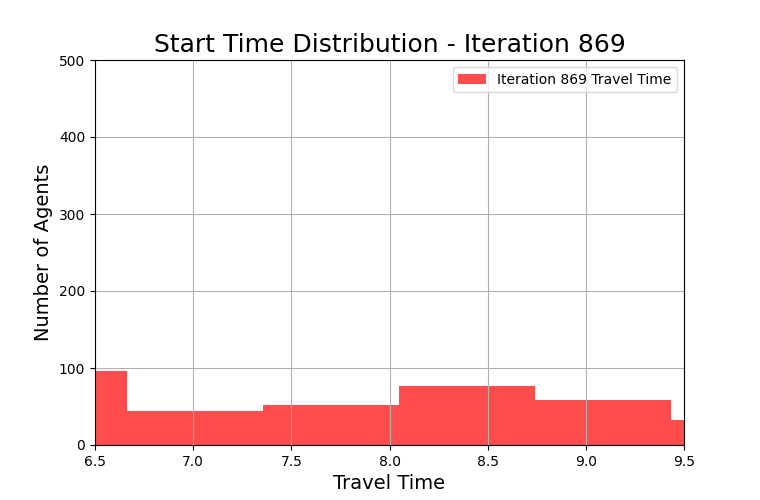 Start Time Distribution - Iteration 869
Iteration 869 Travel Time
Number of Agents
500
400
300
200
100
0
6.5 7.0 7.5 8.0 8.5 9.0 9.5
Travel Time